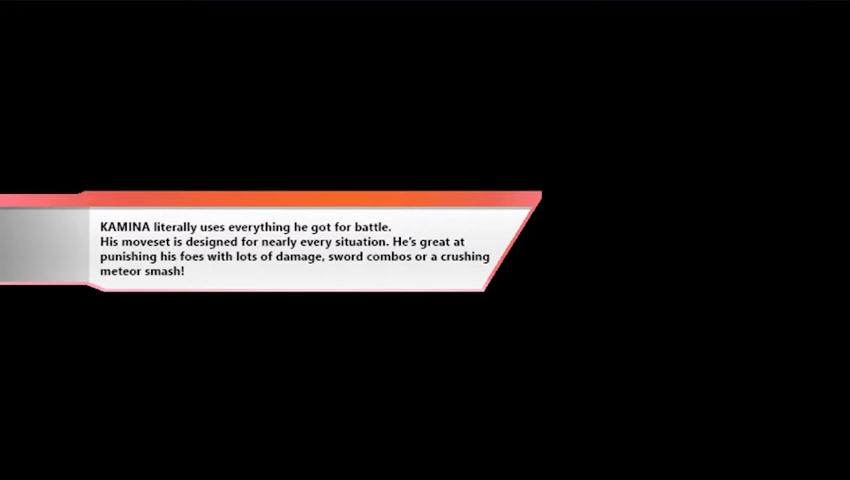 KAMINA literally uses everything he got for battle.
His moveset is designed for nearly every situation. He's great at
punishing his foes with lots of damage, sword combos or a crushing
meteor smash!